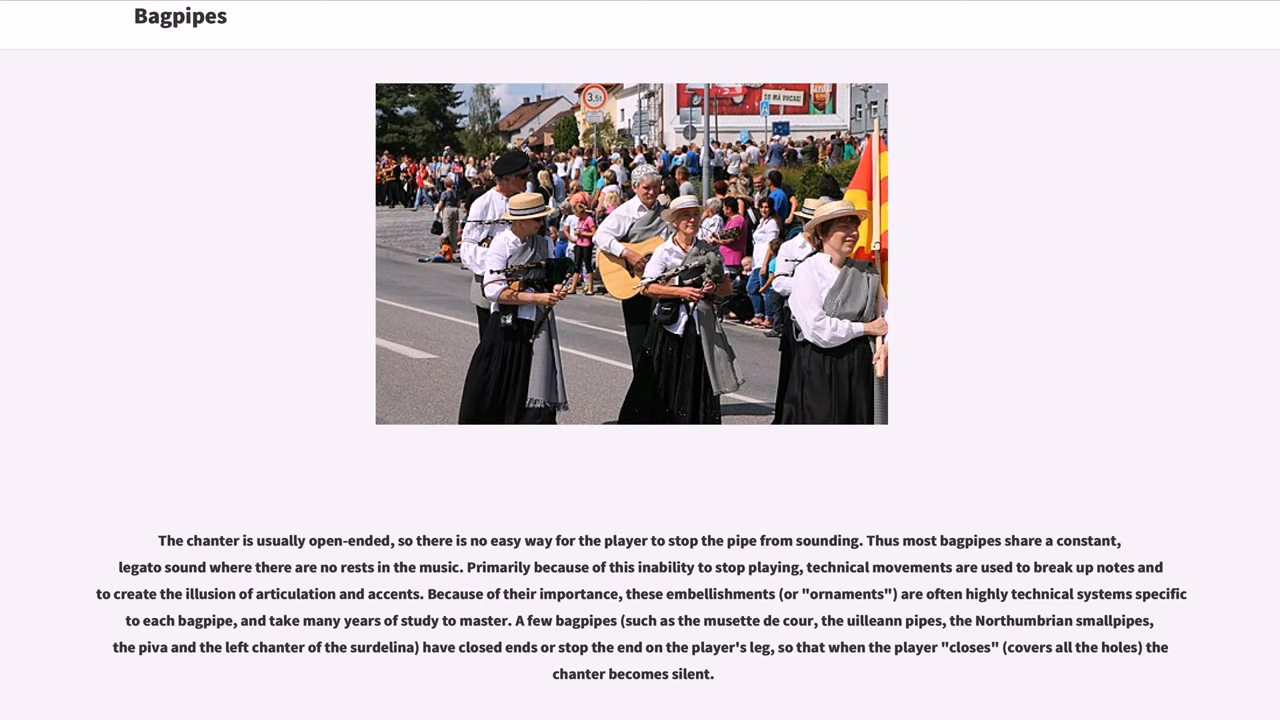 Bagpipes
3,5t
TO MÁ VOCAS!
The chanter is usually open-ended, so there is no easy way for the player to stop the pipe from sounding. Thus most bagpipes share a constant,
legato sound where there are no rests in the music. Primarily because of this inability to stop playing, technical movements are used to break up notes and
to create the illusion of articulation and accents. Because of their importance, these embellishments (or "ornaments") are often highly technical systems specific
to each bagpipe, and take many years of study to master. A few bagpipes (such as the musette de cour, the uilleann pipes, the Northumbrian smallpipes,
the piva and the left chanter of the surdelina) have closed ends or stop the end on the player's leg, so that when the player "closes" (covers all the holes) the
chanter becomes silent.